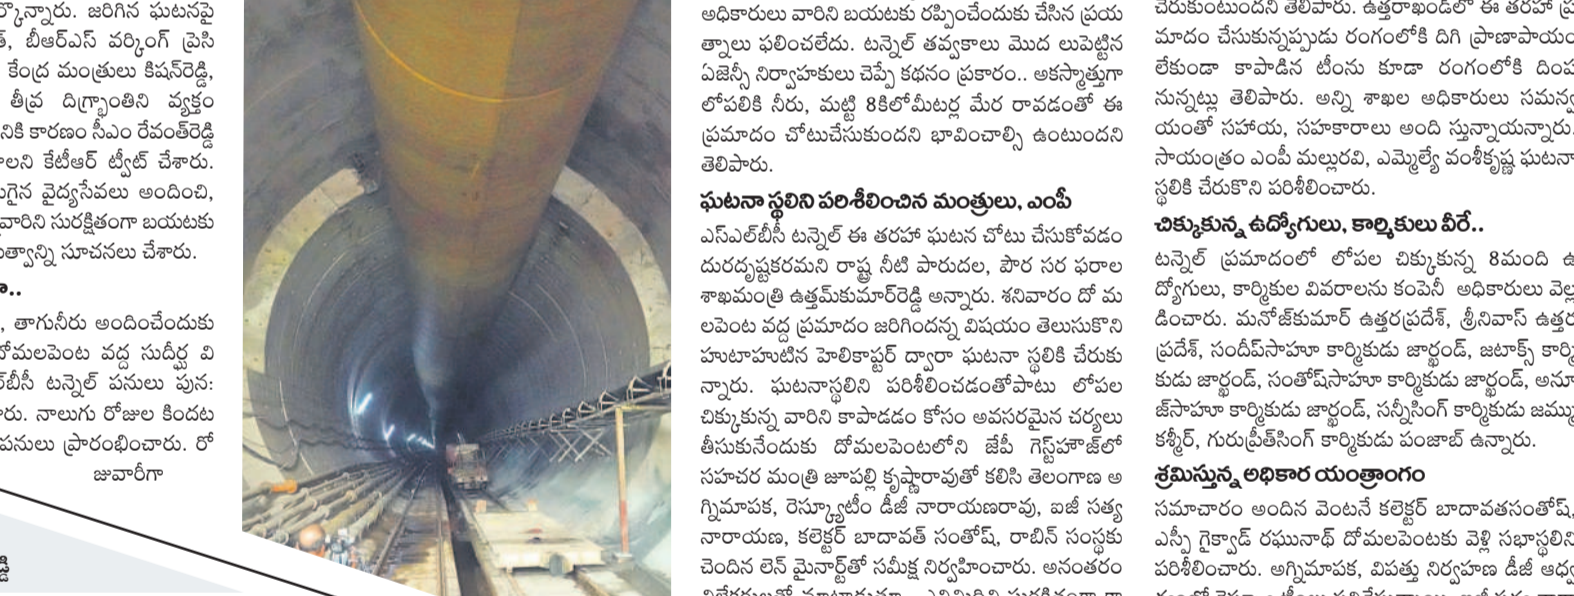 ర్కొన్నారు. జరిగిన ఘటనపై
బీఆర్ఎస్ వర్కింగ్ ప్రెసి
కేంద్ర మంత్రులు కిషన్‌రెడ్డి,
తీవ్ర దిగ్భ్రాంతిని వ్యక్తం
నికి కారణం సీఎం రేవంత్‌రెడ్డి
కేటీఆర్ ట్వీట్ చేశారు.
వైద్యసేవలు అందించి,
వారిని సురక్షితంగా బయటకు
సూచనలు చేశారు.
తాగునీరు అందించేందుకు
దోమలపెంట వద్ద సుదీర్ఘ వి
టన్నెల్ పనులు పున:
నాలుగు రోజుల కిందట
పనులు ప్రారంభించారు. రో
జువారీగా
అధికారులు వారిని బయటకు రప్పించేందుకు చేసిన ప్రయ
త్నాలు ఫలించలేదు. టన్నెల్ తవ్వకాలు మొద లుపెట్టిన
ఏజెన్సీ నిర్వాహకులు చెప్పే కథనం ప్రకారం.. అకస్మాత్తుగా
లోపలికి నీరు, మట్టి 8కిలోమీటర్ల మేర రావడంతో ఈ
ప్రమాదం చోటుచేసుకుందని భావించాల్సి ఉంటుందని
తెలిపారు.
ఘటనా స్థలిని పరిశీలించిన మంత్రులు, ఎంపీ
ఎస్ఎల్‌బీసీ టన్నెల్ ఈ తరహా ఘటన చోటు చేసుకోవడం
దురదృష్టకరమని రాష్ట్ర నీటి పారుదల, పౌర సర ఫరాల
శాఖమంత్రి ఉత్తమ్‌కుమార్‌రెడ్డి అన్నారు. శనివారం దో మ
లపెంట వద్ద ప్రమాదం జరిగిందన్న విషయం తెలుసుకొని
హుటాహుటిన హెలికాప్టర్ ద్వారా ఘటనా స్థలికి చేరుకు
న్నారు. ఘటనాస్థలిని పరిశీలించడంతోపాటు లోపల
చిక్కుకున్న వారిని కాపాడడం కోసం అవసరమైన చర్యలు
తీసుకునేందుకు దోమలపెంటలోని జేపీ గెస్ట్‌హౌజ్‌లో
సహచర మంత్రి జూపల్లి కృష్ణారావుతో కలిసి తెలంగాణ అ
గ్నిమాపక, రెస్క్యూటీం డీజీ నారాయణరావు, ఐజీ సత్య
నారాయణ, కలెక్టర్ బాదావత్ సంతోష్, రాబిన్ సంస్థకు
చెందిన లెన్ మైనార్ట్‌తో సమీక్ష నిర్వహించారు. అనంతరం
చేరుకుంటుందని తెలిపారు. ఉత్తరాఖండ్‌లో ఈ తరహా ప్ర
మాదం చేసుకున్నప్పుడు రంగంలోకి దిగి ప్రాణాపాయం
లేకుండా కాపాడిన టీంను కూడా రంగంలోకి దింప
నున్నట్లు తెలిపారు. అన్ని శాఖల అధికారులు సమన్వ
యంతో సహాయ, సహకారాలు అంది స్తున్నాయన్నారు.
సాయంత్రం ఎంపీ మల్లురవి, ఎమ్మెల్యే వంశీకృష్ణ ఘటనా
స్థలికి చేరుకొని పరిశీలించారు.
చిక్కుకున్న ఉద్యోగులు, కార్మికులు వీరే..
టన్నెల్ ప్రమాదంలో లోపల చిక్కుకున్న 8మంది ఉ
ద్యోగులు, కార్మికుల వివరాలను కంపెనీ అధికారులు వెల్ల
డించారు. మనోజ్‌కుమార్ ఉత్తరప్రదేశ్, శ్రీనివాస్ ఉత్తర
ప్రదేశ్, సందీప్‌సాహూ కార్మికుడు జార్ఖండ్, జటాక్స్ కార్మి
కుడు జార్ఖండ్, సంతోష్‌సాహూ కార్మికుడు జార్ఖండ్, అనూ
జ్‌సాహూ కార్మికుడు జార్ఖండ్, సన్నీసింగ్ కార్మికుడు జమ్ము
కశ్మీర్, గురుప్రీత్‌సింగ్ కార్మికుడు పంజాబ్ ఉన్నారు.
శ్రమిస్తున్న అధికార యంత్రాంగం
సమాచారం అందిన వెంటనే కలెక్టర్ బాదావతసంతోష్,
ఎస్పీ గైక్వాడ్ రఘునాథ్ దోమలపెంటకు వెళ్లి సభాస్థలిని
పరిశీలించారు. అగ్నిమాపక, విపత్తు నిర్వహణ డీజీ ఆధ్వ